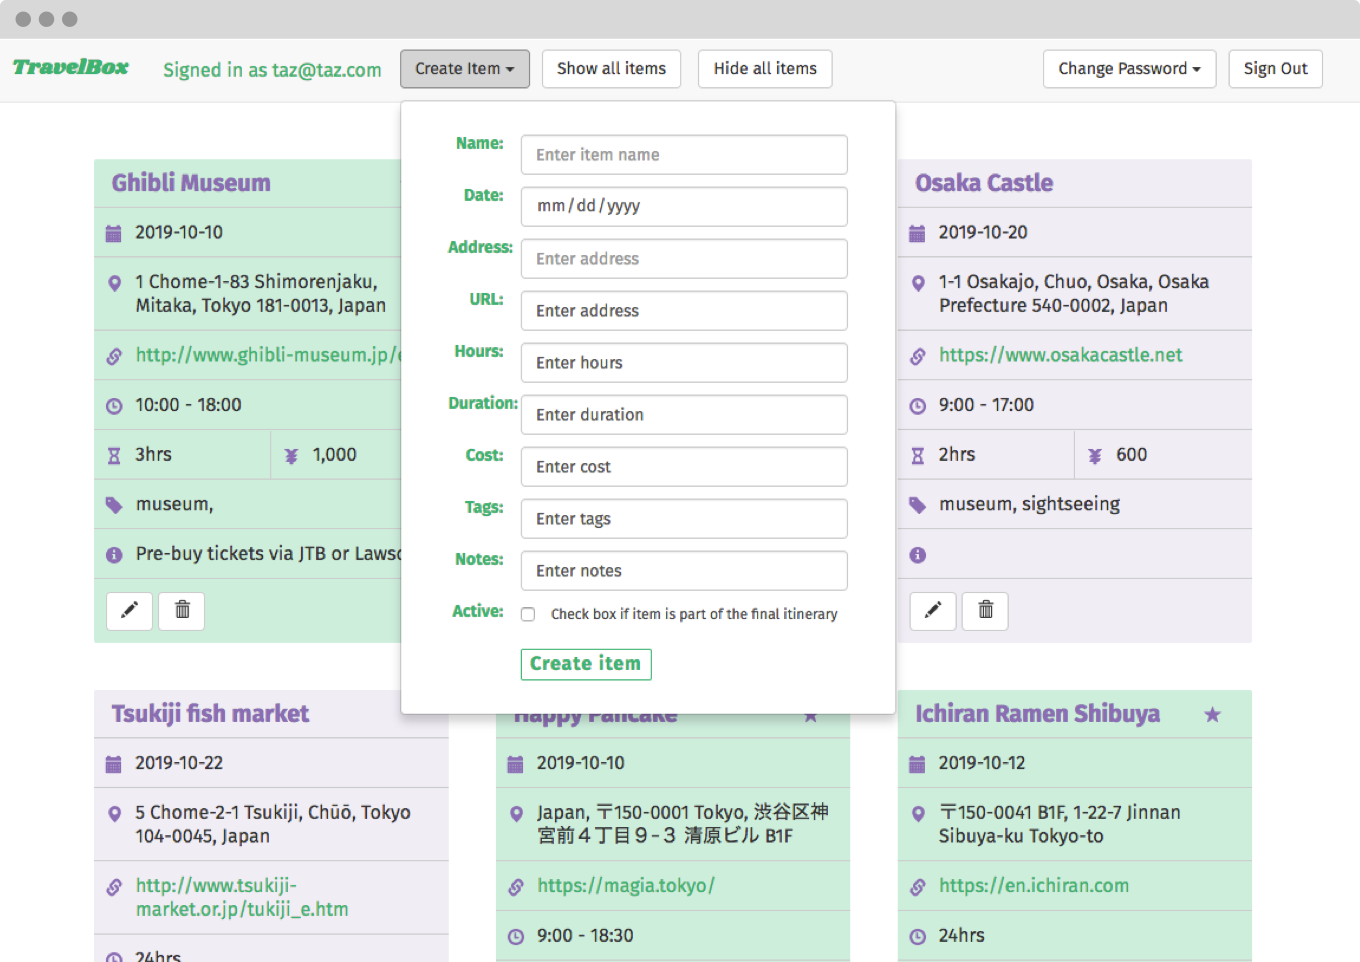 TravelBox
Signed in as taz@taz.com
Create Item
Show all items
Hide all items
Change Password
Sign Out
Name:
Enter item name
Date:
mm/dd/yyyy
Address:
Enter address
URL:
Enter address
Hours:
Enter hours
Duration:
Enter duration
Cost:
Enter cost
Tags:
Enter tags
Notes:
Enter notes
Active:
Check box if item is part of the final itinerary
Create item
Ghibli Museum
2019-10-10
1 Chome-1-83 Shimorenjaku,
Mitaka, Tokyo 181-0013, Japan
http://www.ghibli-museum.jp/
10:00 - 18:00
3hrs
¥ 1,000
museum,
Pre-buy tickets via JTB or Lawso
Osaka Castle
2019-10-20
1-1 Osakajo, Chuo, Osaka, Osaka
Prefecture 540-0002, Japan
https://www.osakacastle.net
9:00 - 17:00
2hrs
¥ 600
museum, sightseeing
Tsukiji fish market
2019-10-22
5 Chome-2-1 Tsukiji, Chūō, Tokyo
104-0045, Japan
http://www.tsukiji-
market.or.jp/tukiji_e.htm
24hrs
Happy Pancake
2019-10-10
Japan, 〒150-0001 Tokyo, 渋谷区神
宮前４丁目９−３ 清原ビル B1F
https://magia.tokyo/
9:00 - 18:30
Ichiran Ramen Shibuya
2019-10-12
〒150-0041 B1F, 1-22-7 Jinnan
Sibuya-ku Tokyo-to
https://en.ichiran.com
24hrs